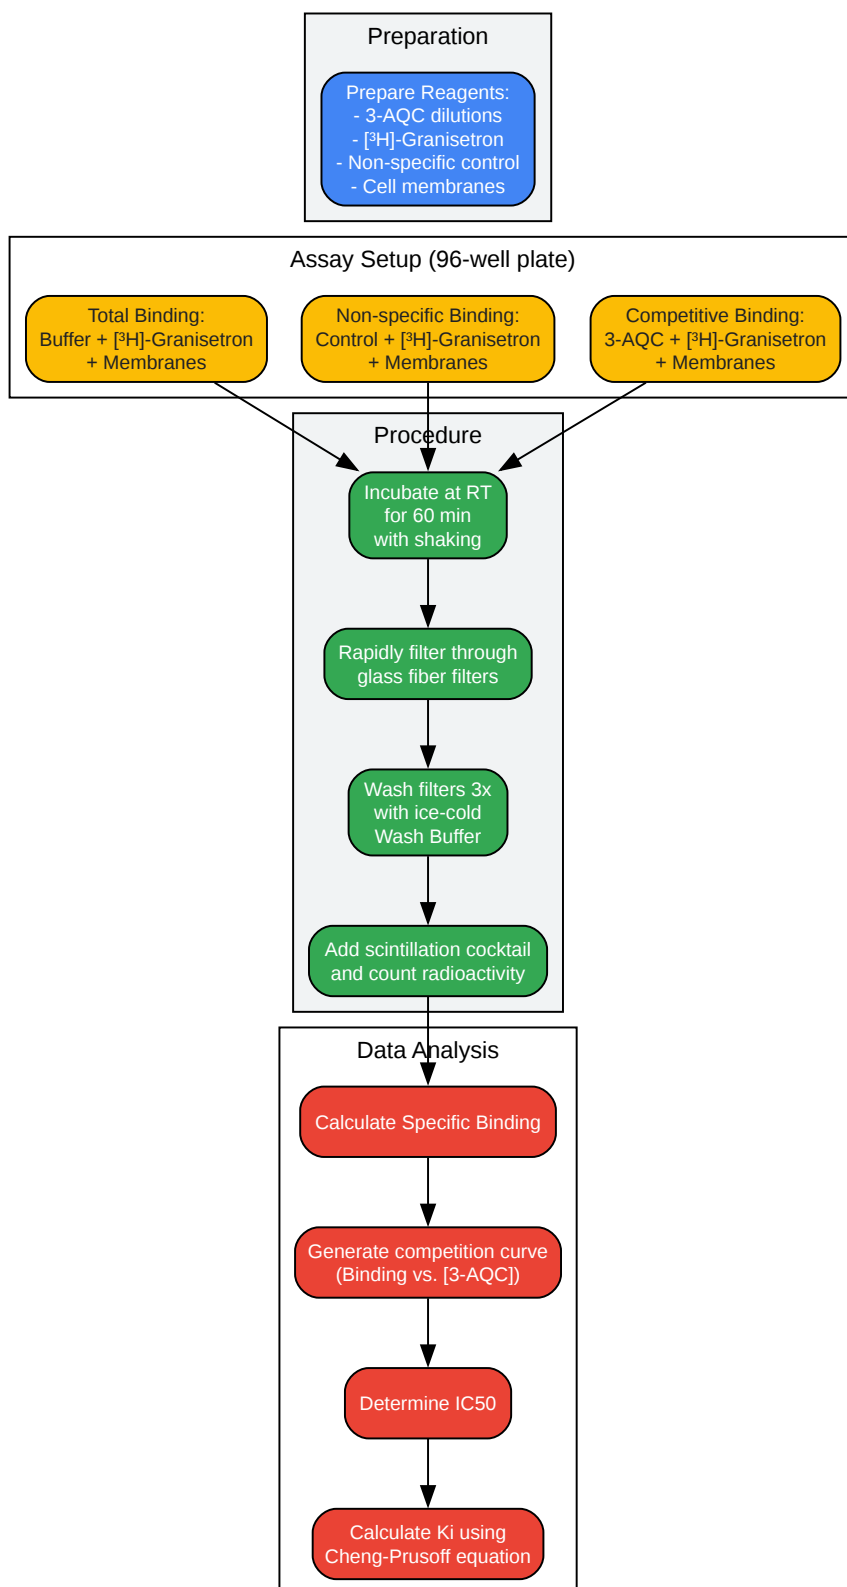 Preparation
Prepare Reagents:
- 3-AQC dilutions
- [³H]-Granisetron
- Non-specific control
- Cell membranes
Assay Setup (96-well plate)
Total Binding:
Buffer + [³H]-Granisetron
+ Membranes
Non-specific Binding:
Control + [³H]-Granisetron
+ Membranes
Competitive Binding:
3-AQC + [³H]-Granisetron
+ Membranes
Procedure
Incubate at RT
for 60 min
with shaking
Rapidly filter through
glass fiber filters
Wash filters 3x
with ice-cold
Wash Buffer
Add scintillation cocktail
and count radioactivity
Data Analysis
Calculate Specific Binding
Generate competition curve
(Binding vs. [3-AQC])
Determine IC50
Calculate Ki using
Cheng-Prusoff equation